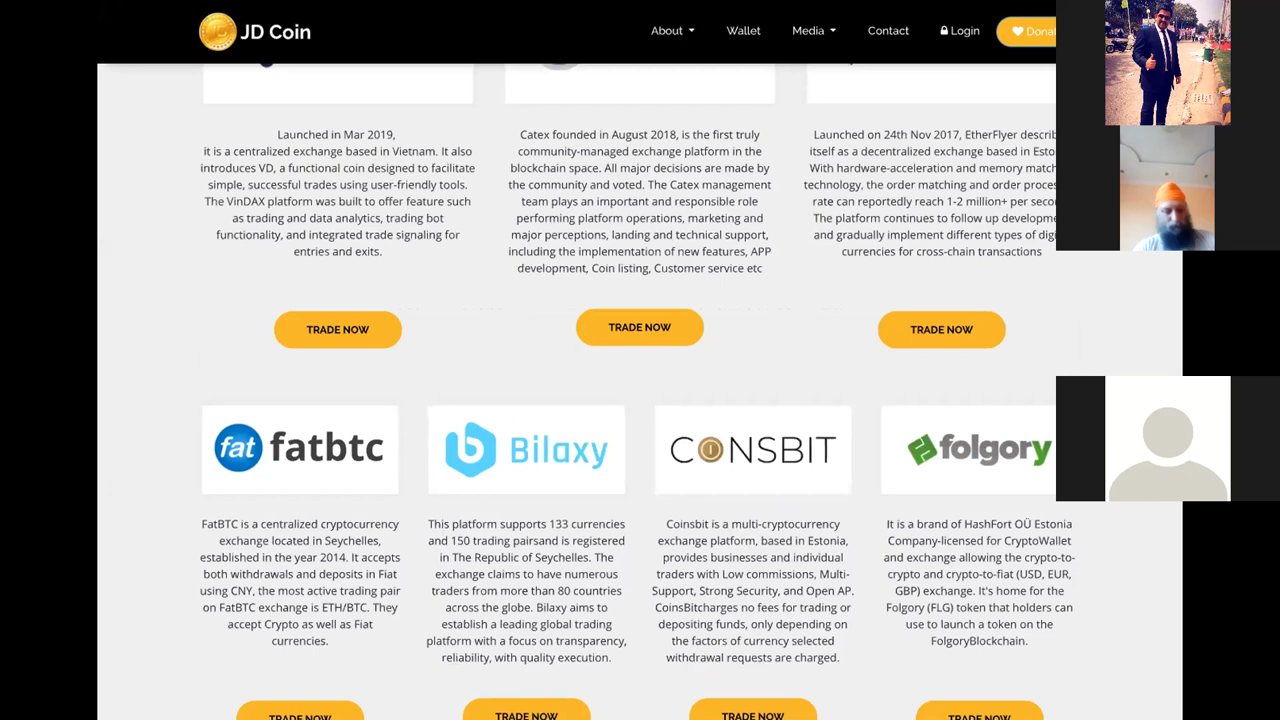 JD Coin
About
Wallet
Media
Contact
Login
Launched in Mar 2019,
it is a centralized exchange based in Vietnam. It also
introduces VD, a functional coin designed to facilitate
simple, successful trades using user-friendly tools.
The VinDAX platform was built to offer feature such
as trading and data analytics, trading bot
functionality, and integrated trade signaling for
entries and exits.
TRADE NOW
Catex founded in August 2018, is the first truly
community-managed exchange platform in the
blockchain space. All major decisions are made by
the community and voted. The Catex management
team plays an important and responsible role
performing platform operations, marketing and
major perceptions, landing and technical support,
including the implementation of new features, APP
development, Coin listing, Customer service etc
TRADE NOW
Launched on 24th Nov 2017, EtherFlyer
itself as a decentralized exchange based in
With hardware-acceleration and memory
technology, the order matching and order
rate can reportedly reach 1-2 million+ per
The platform continues to follow up
and gradually implement different types of
currencies for cross-chain transactions
TRADE NOW
fat fatbtc
FatBTC is a centralized cryptocurrency
exchange located in Seychelles,
established in the year 2014. It accepts
both withdrawals and deposits in Fiat
using CNY, the most active trading pair
on FatBTC exchange is ETH/BTC. They
accept Crypto as well as Fiat
currencies.
TRADE NOW
Bilaxy
This platform supports 133 currencies
and 150 trading pairsand is registered
in The Republic of Seychelles. The
exchange claims to have numerous
traders from more than 80 countries
across the globe. Bilaxy aims to
establish a leading global trading
platform with a focus on transparency,
reliability, with quality execution.
TRADE NOW
CONSBIT
Coinsbit is a multi-cryptocurrency
exchange platform, based in Estonia,
provides businesses and individual
traders with Low commissions, Multi-
Support, Strong Security, and Open AP.
CoinsBitcharges no fees for trading or
depositing funds, only depending on
the factors of currency selected
withdrawal requests are charged.
TRADE NOW
folgory
It is a brand of HashFort OÜ Estonia
Company-licensed for CryptoWallet
and exchange allowing the crypto-to-
crypto and crypto-to-fiat (USD, EUR,
GBP) exchange. It's home for the
Folgory (FLG) token that holders can
use to launch a token on the
FolgoryBlockchain.
TRADE NOW